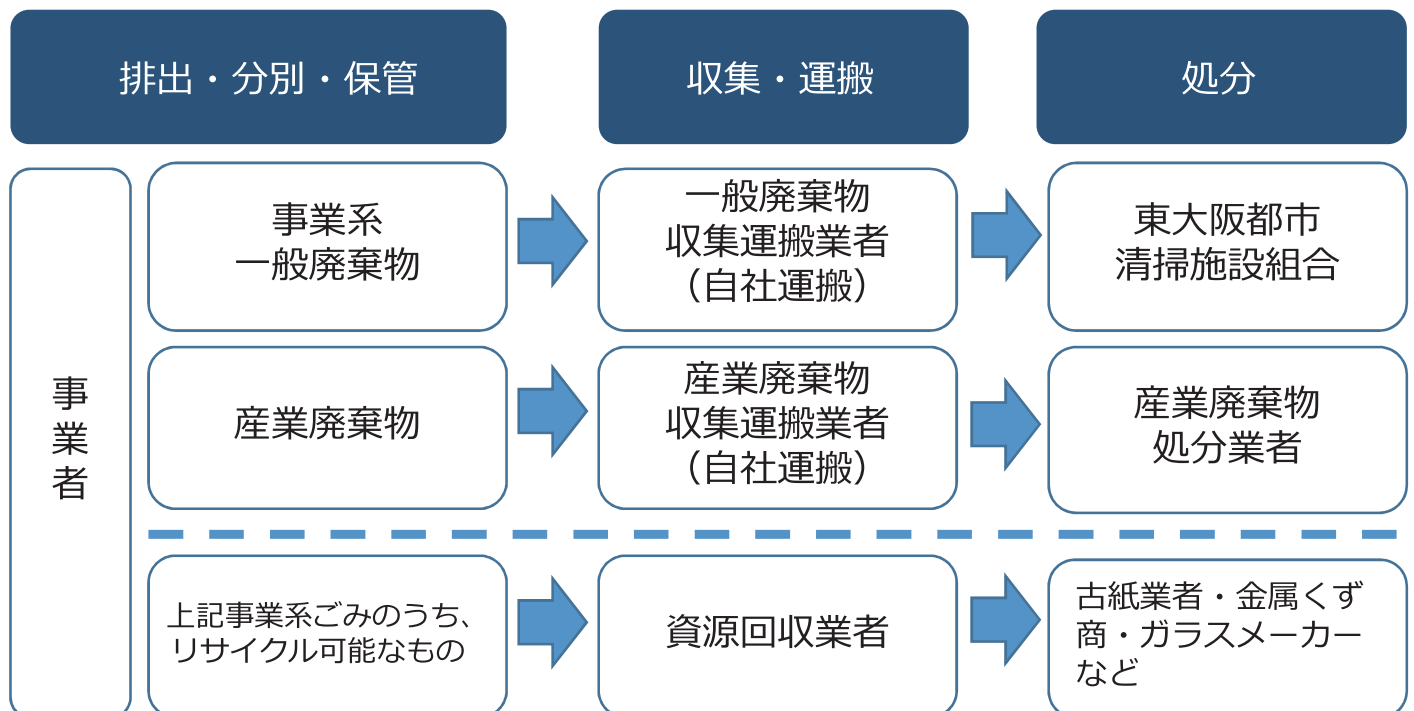 排出・分別・保管
収集・運搬
処分
事業者
事業系
一般廃棄物
一般廃棄物
収集運搬業者
（自社運搬）
東大阪都市
清掃施設組合
産業廃棄物
産業廃棄物
収集運搬業者
（自社運搬）
産業廃棄物
処分業者
上記事業系ごみのうち、
リサイクル可能なもの
資源回収業者
古紙業者・金属くず
商・ガラスメーカー
など